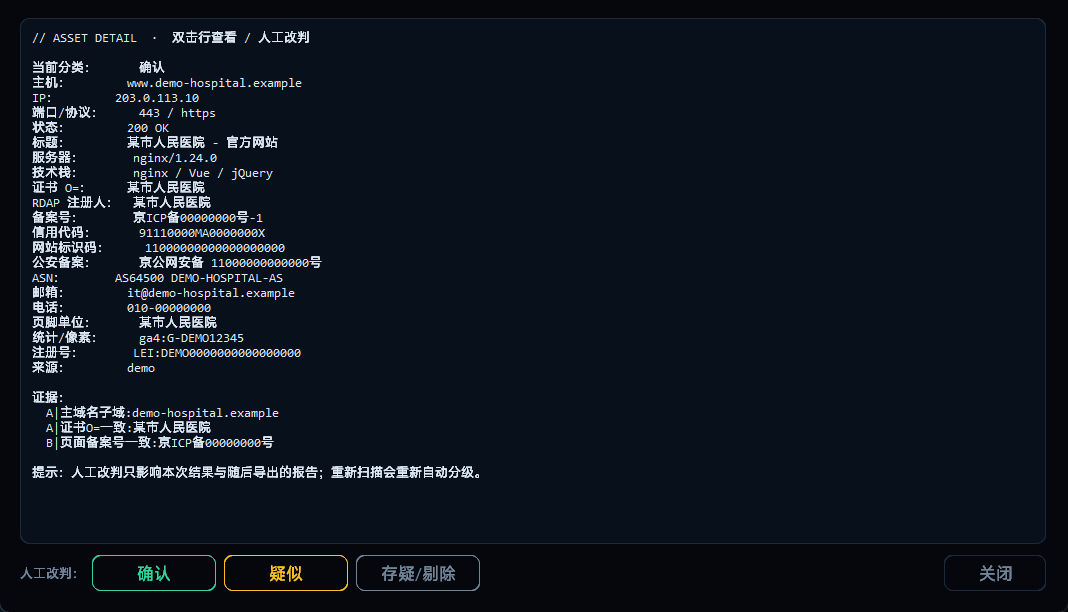 // ASSET DETAIL · 双击行查看 / 人工改判
当前分类: 确认
主机: www.demo-hospital.example
IP: 203.0.113.10
端口/协议: 443 / https
状态: 200 OK
标题: 某市人民医院 - 官方网站
服务器: nginx/1.24.0
技术栈: nginx / Vue / jQuery
证书 O=: 某市人民医院
RDAP 注册人: 某市人民医院
备案号: 京ICP备00000000号-1
信用代码: 91110000MA0000000X
网站标识码: 11000000000000000000
公安备案: 京公网安备 11000000000000号
ASN: AS64500 DEMO-HOSPITAL-AS
邮箱: it@demo-hospital.example
电话: 010-00000000
页脚单位: 某市人民医院
统计/像素: ga4:G-DEMO12345
注册号: LEI:DEMO0000000000000000
来源: demo
证据:
A|主域名子域:demo-hospital.example
A|证书O=一致:某市人民医院
B|页面备案号一致:京ICP备00000000号
提示: 人工改判只影响本次结果与随后导出的报告; 重新扫描会重新自动分级。
人工改判: 确认 疑似 存疑/剔除 关闭